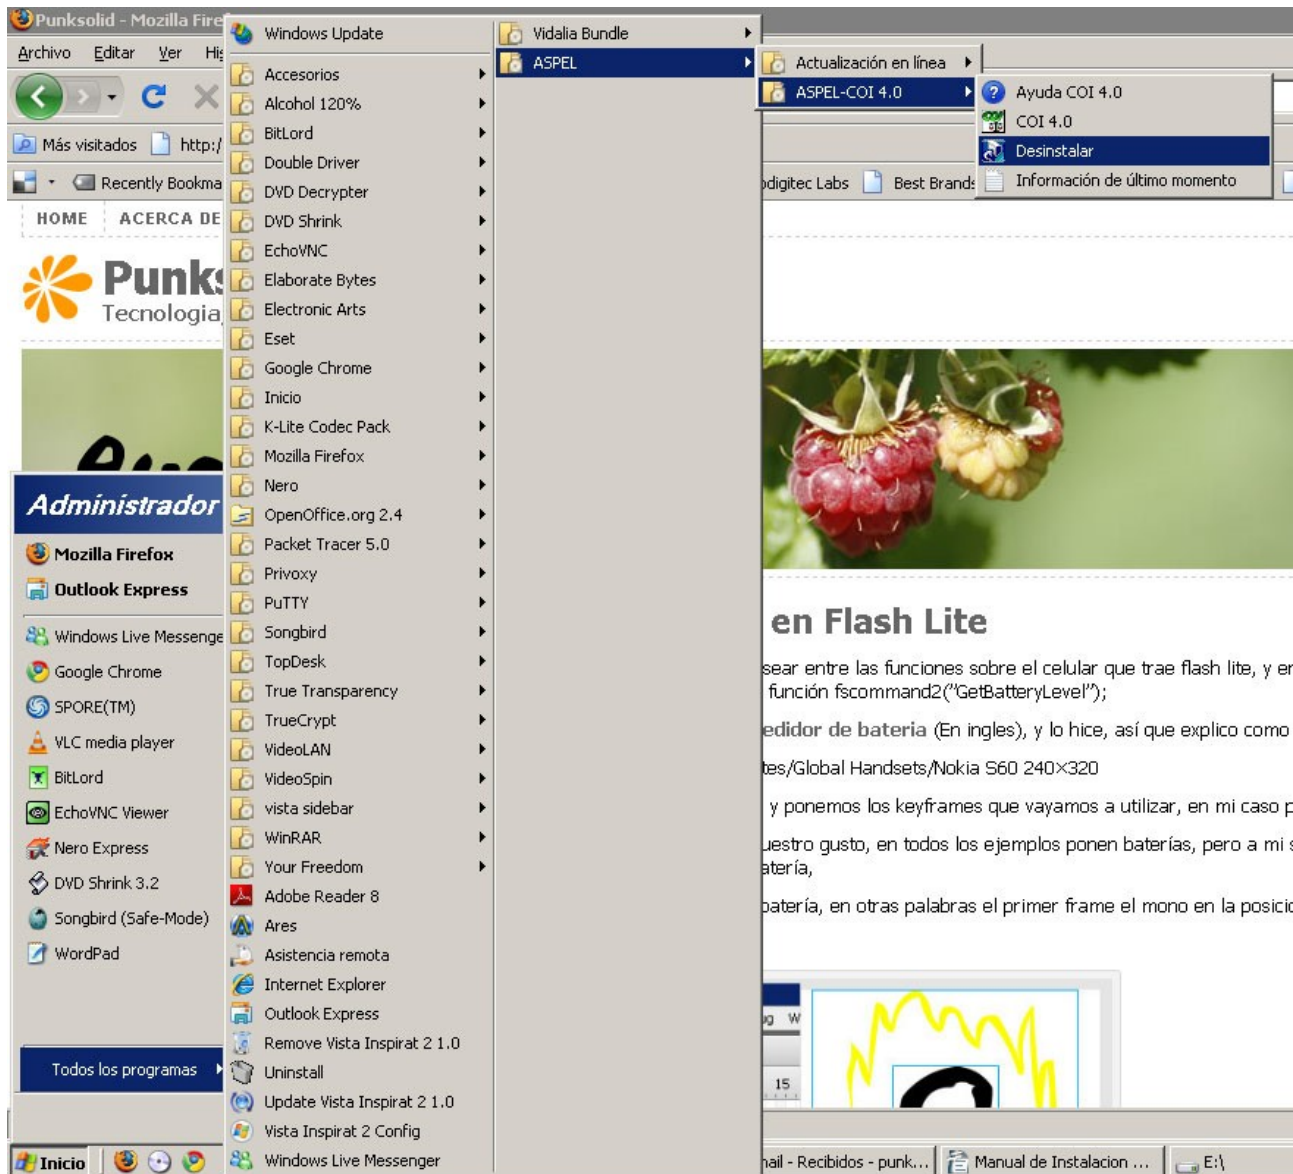 Punksolid - Mozilla Firef
Archivo Editar Ver His
Más visitados http:/
Recently Bookma
odigitec Labs Best Brands
HOME ACERCA DE
Punks
Tecnologia,
Windows Update
Accesorios
Alcohol 120%
BitLord
Double Driver
DVD Decrypter
DVD Shrink
EchoVNC
Elaborate Bytes
Electronic Arts
Eset
Google Chrome
Inicio
K-Lite Codec Pack
Mozilla Firefox
Nero
OpenOffice.org 2.4
Packet Tracer 5.0
Privoxy
PuTTY
Songbird
TopDesk
True Transparency
TrueCrypt
VideoLAN
VideoSpin
vista sidebar
WinRAR
Your Freedom
Adobe Reader 8
Ares
Asistencia remota
Internet Explorer
Outlook Express
Remove Vista Inspirat 2 1.0
Uninstall
Update Vista Inspirat 2 1.0
Vista Inspirat 2 Config
Windows Live Messenger
Vidalia Bundle
ASPEL
Actualización en línea
ASPEL-COI 4.0
Ayuda COI 4.0
COI 4.0
Desinstalar
Información de último momento
Administrador
Mozilla Firefox
Outlook Express
Windows Live Messenge
Google Chrome
SPORE(TM)
VLC media player
BitLord
EchoVNC Viewer
Nero Express
DVD Shrink 3.2
Songbird (Safe-Mode)
WordPad
Todos los programas
en Flash Lite
sear entre las funciones sobre el celular que trae flash lite, y en
función fscommand2("GetBatteryLevel");
edidor de bateria (En ingles), y lo hice, así que explico como
tes/Global Handsets/Nokia S60 240×320
y ponemos los keyframes que vayamos a utilizar, en mi caso p
uestro gusto, en todos los ejemplos ponen baterías, pero a mi s
atería,
batería, en otras palabras el primer frame el mono en la posicio
ug W
15
Inicio
nail - Recibidos - punk... Manual de Instalacion ... E:\